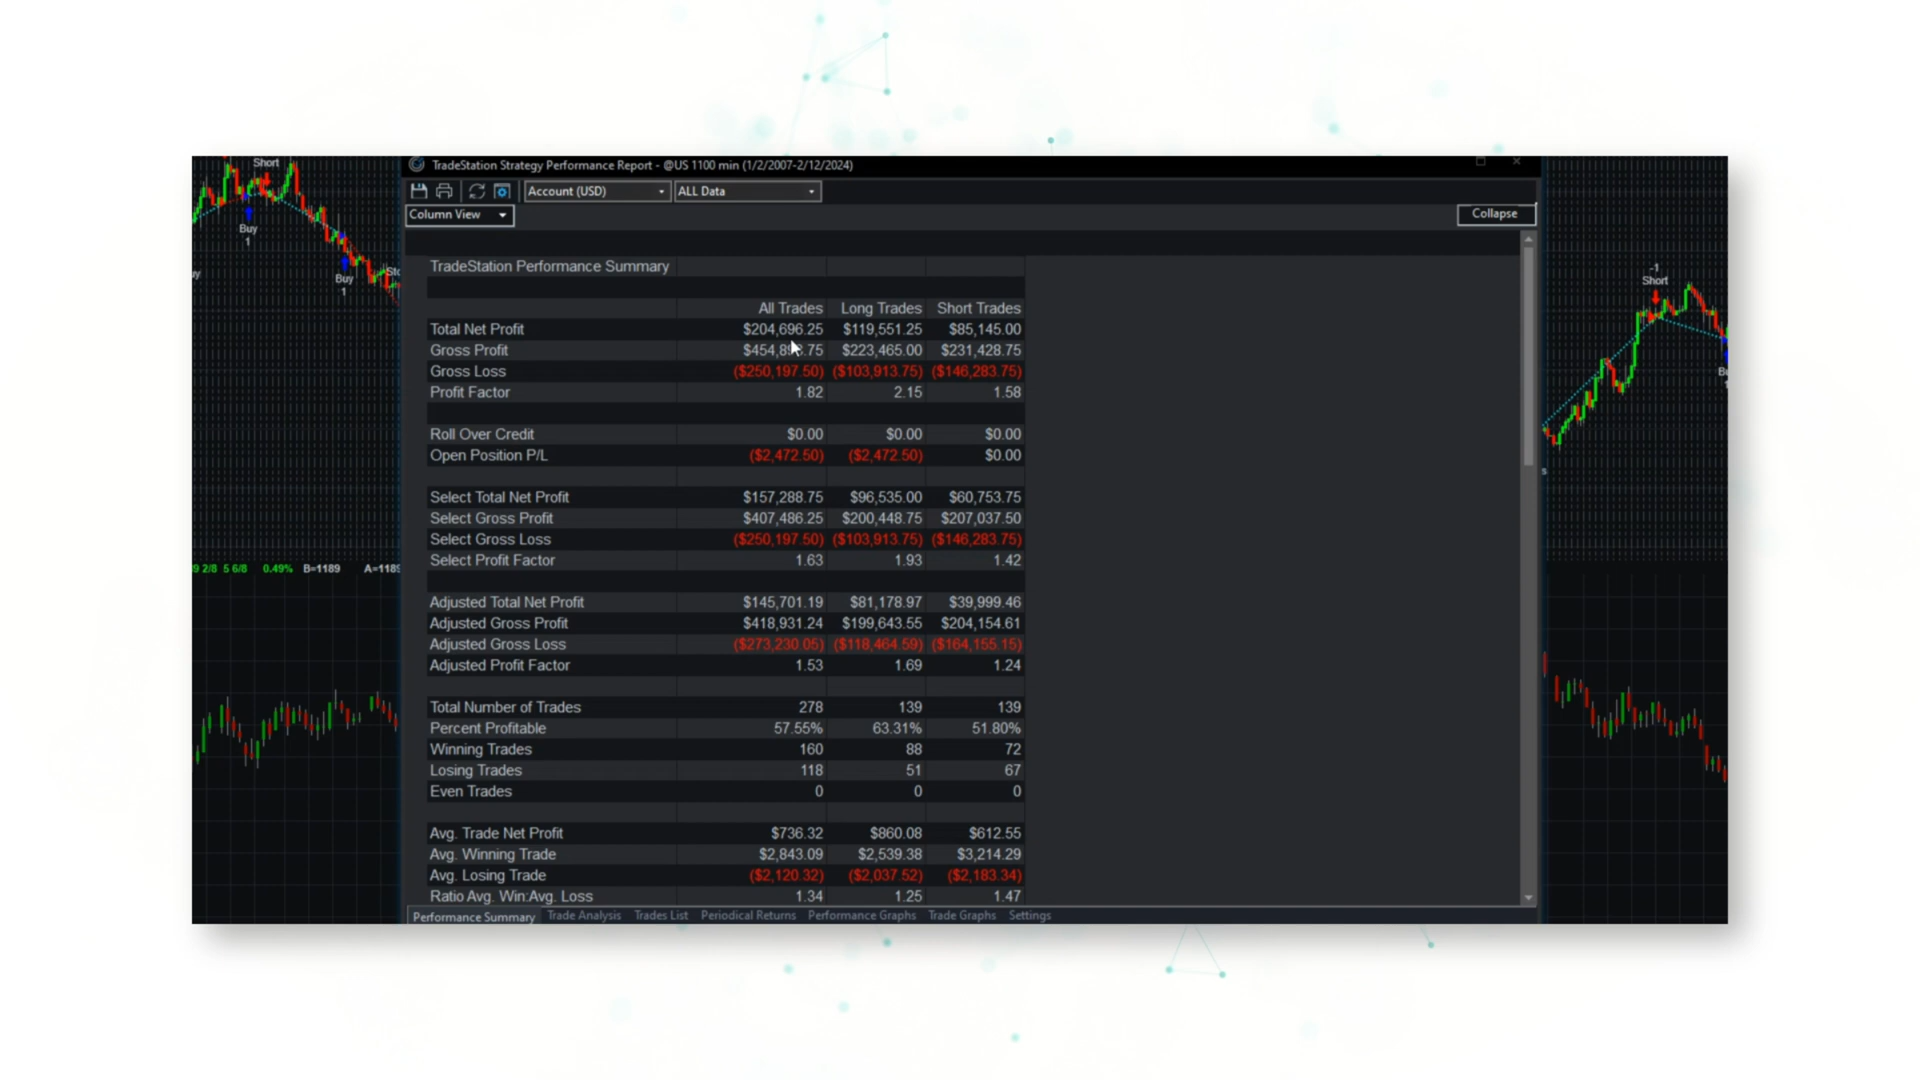 Short
Buy
1
Buy
1
TradeStation Strategy Performance Report - @US 1100 min (1/2/2007-2/12/2024)
Account (USD) ALL Data
Column View Collapse
TradeStation Performance Summary
All Trades Long Trades Short Trades
Total Net Profit $204,696.25 $119,551.25 $85,145.00
Gross Profit $223,465.00 $231,428.75
Gross Loss ($250,197.50) ($103,913.75) ($146,283.75)
Profit Factor 1.82 2.15 1.58
Roll Over Credit $0.00 $0.00 $0.00
Open Position P/L ($2,472.50) ($2,472.50) $0.00
Select Total Net Profit $157,288.75 $96,535.00 $60,753.75
Select Gross Profit $407,486.25 $200,448.75 $207,037.50
Select Gross Loss ($250,197.50) ($103,913.75) ($146,283.75)
Select Profit Factor 1.63 1.93 1.42
Adjusted Total Net Profit $145,701.19 $81,178.97 $39,999.46
Adjusted Gross Profit $418,931.24 $199,643.55 $204,154.61
Adjusted Gross Loss ($273,230.05) ($118,464.59) ($164,155.15)
Adjusted Profit Factor 1.53 1.69 1.24
Total Number of Trades 278 139 139
Percent Profitable 57.55% 63.31% 51.80%
Winning Trades 160 88 72
Losing Trades 118 51 67
Even Trades 0 0 0
Avg. Trade Net Profit $736.32 $860.08 $612.55
Avg. Winning Trade $2,843.09 $2,539.38 $3,214.29
Avg. Losing Trade ($2,120.32) ($2,037.52) ($2,183.34)
Ratio Avg. Win:Avg. Loss 1.34 1.25 1.47
Performance Summary Trade Analysis Trades List Periodical Returns Performance Graphs Trade Graphs Settings
2/8 5 6/8 0.49% B=1189 A=118
-1
Short